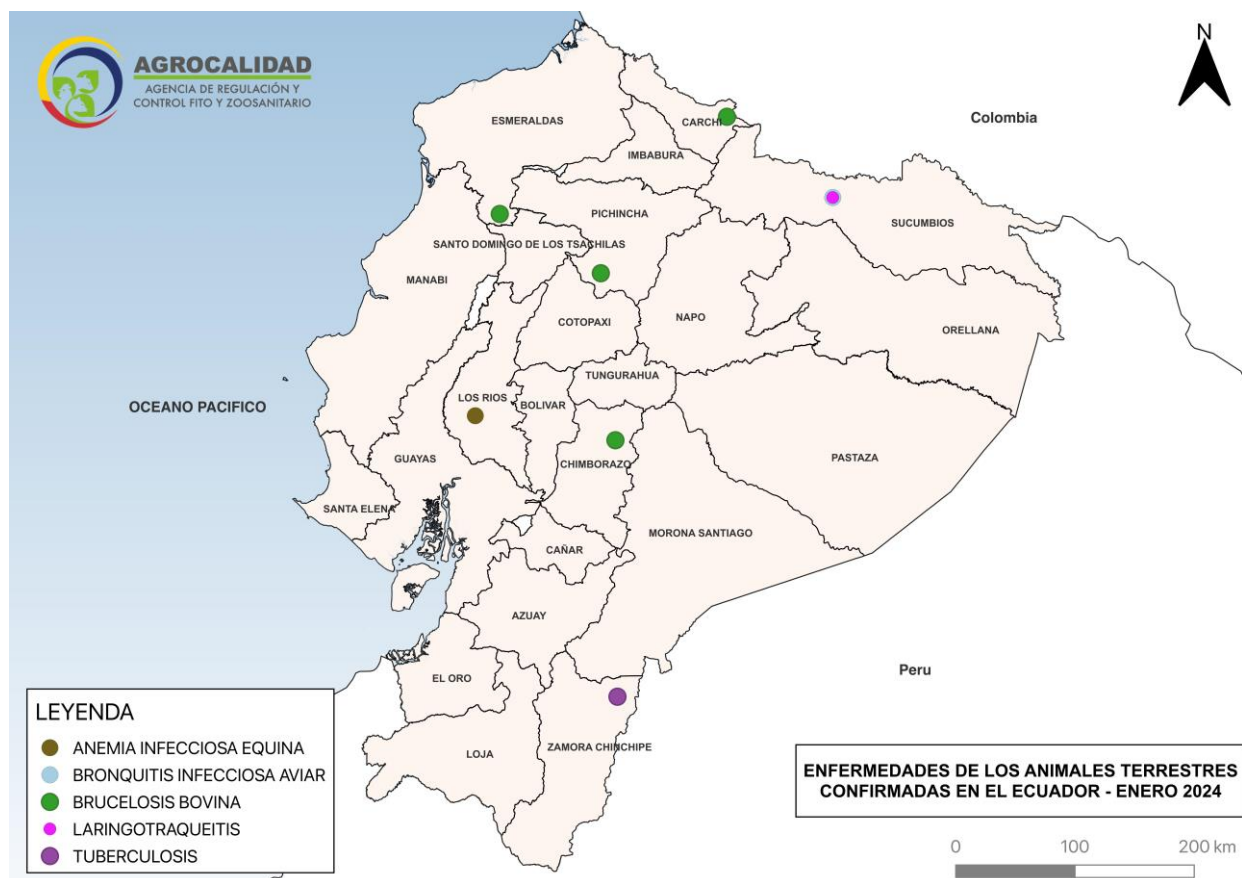 AGROCALIDAD
AGENCIA DE REGULACIÓN Y
CONTROL FITO Y ZOOSANITARIO
N
Colombia
ESMERALDAS
CARCHI
IMBABURA
PICHINCHA
SUCUMBIOS
SANTO DOMINGO DE LOS TSACHILAS
MANABI
COTOPAXI
NAPO
ORELLANA
TUNGURAHUA
LOS RIOS
BOLIVAR
OCEANO PACIFICO
GUAYAS
CHIMBORAZO
PASTAZA
SANTA ELENA
MORONA SANTIAGO
CAÑAR
AZUAY
Peru
EL ORO
LOJA
ZAMORA CHINCHIPE
LEYENDA
ANEMIA INFECCIOSA EQUINA
BRONQUITIS INFECCIOSA AVIAR
BRUCELOSIS BOVINA
LARINGOTRAQUEITIS
TUBERCULOSIS
ENFERMEDADES DE LOS ANIMALES TERRESTRES
CONFIRMADAS EN EL ECUADOR - ENERO 2024
0 100 200 km